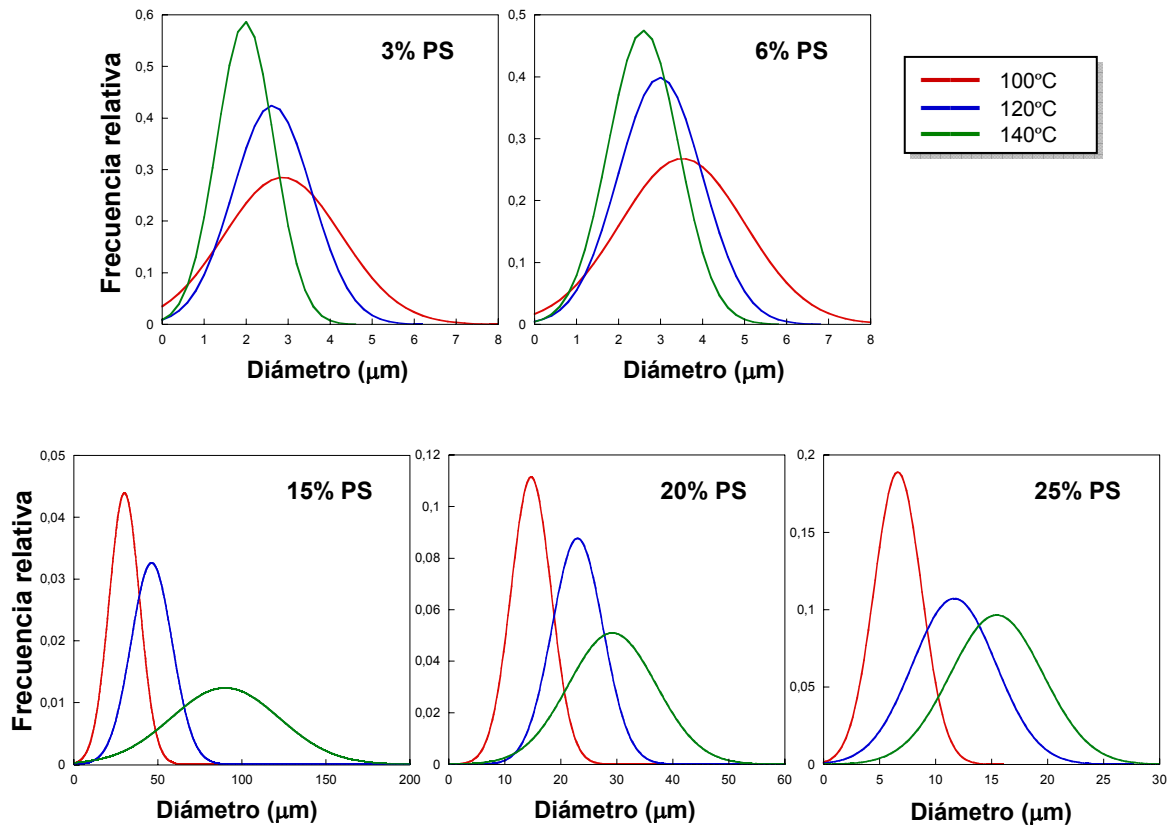 3% PS
6% PS
100ºC
120ºC
140ºC
Frecuencia relativa
0,6
0,5
0,4
0,3
0,2
0,1
0
0 1 2 3 4 5 6 7 8
Diámetro (μm)
0,5
0,4
0,3
0,2
0,1
0
0 1 2 3 4 5 6 7 8
Diámetro (μm)
15% PS
20% PS
25% PS
Frecuencia relativa
0,05
0,04
0,03
0,02
0,01
0
0 50 100 150 200
Diámetro (μm)
0,12
0,1
0,08
0,06
0,04
0,02
0
0 10 20 30 40 50 60
Diámetro (μm)
0,2
0,15
0,1
0,05
0
0 5 10 15 20 25 30
Diámetro (μm)